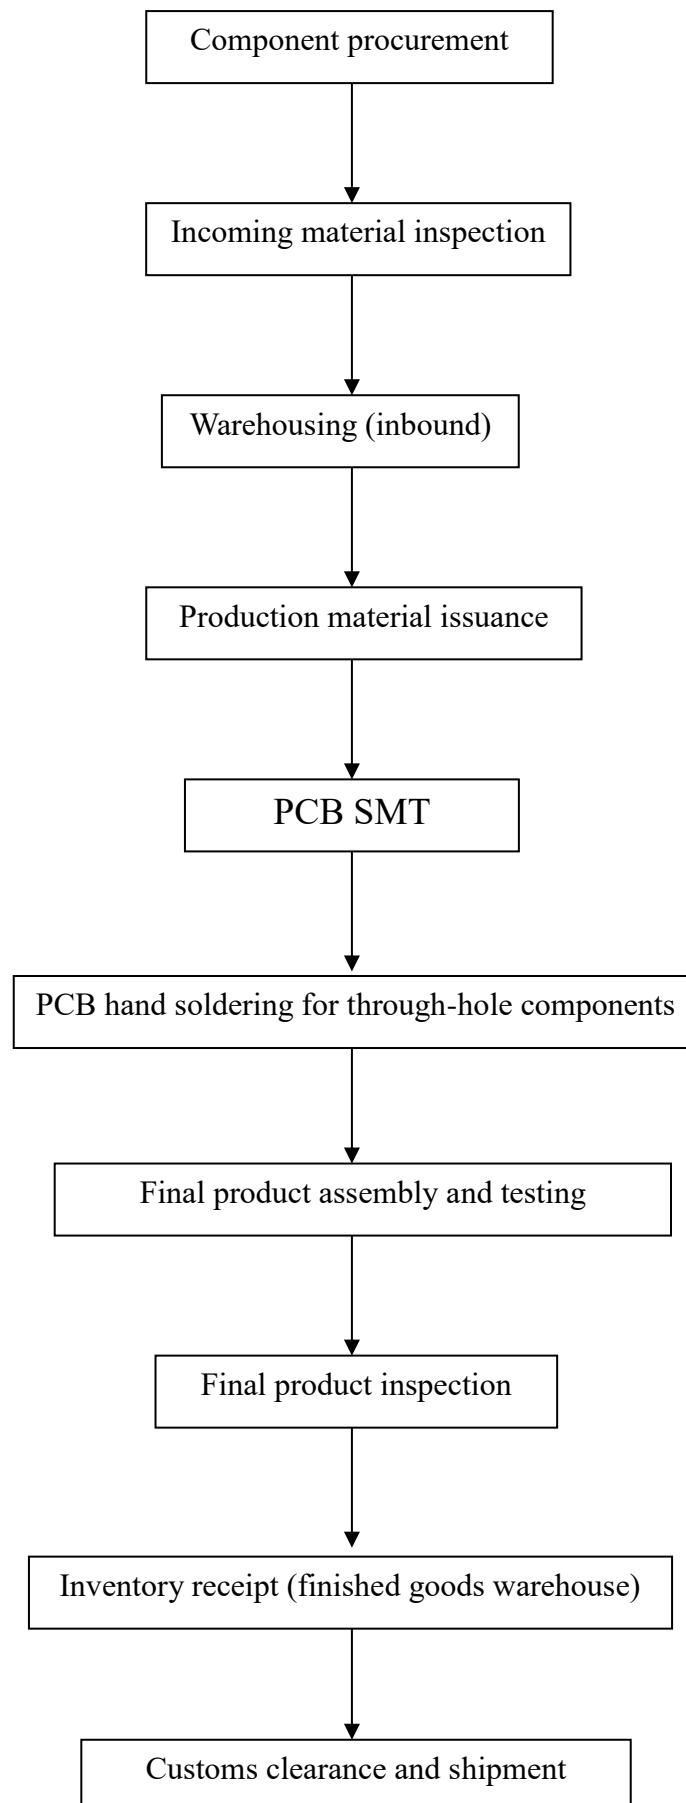 Component procurement
Incoming material inspection
Warehousing (inbound)
Production material issuance
PCB SMT
PCB hand soldering for through-hole components
Final product assembly and testing
Final product inspection
Inventory receipt (finished goods warehouse)
Customs clearance and shipment